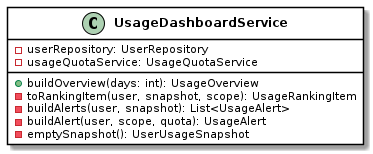 C UsageDashboardService
userRepository: UserRepository
usageQuotaService: UsageQuotaService
buildOverview(days: int): UsageOverview
toRankingItem(user, snapshot, scope): UsageRankingItem
buildAlerts(user, snapshot): List<UsageAlert>
buildAlert(user, scope, quota): UsageAlert
emptySnapshot(): UserUsageSnapshot